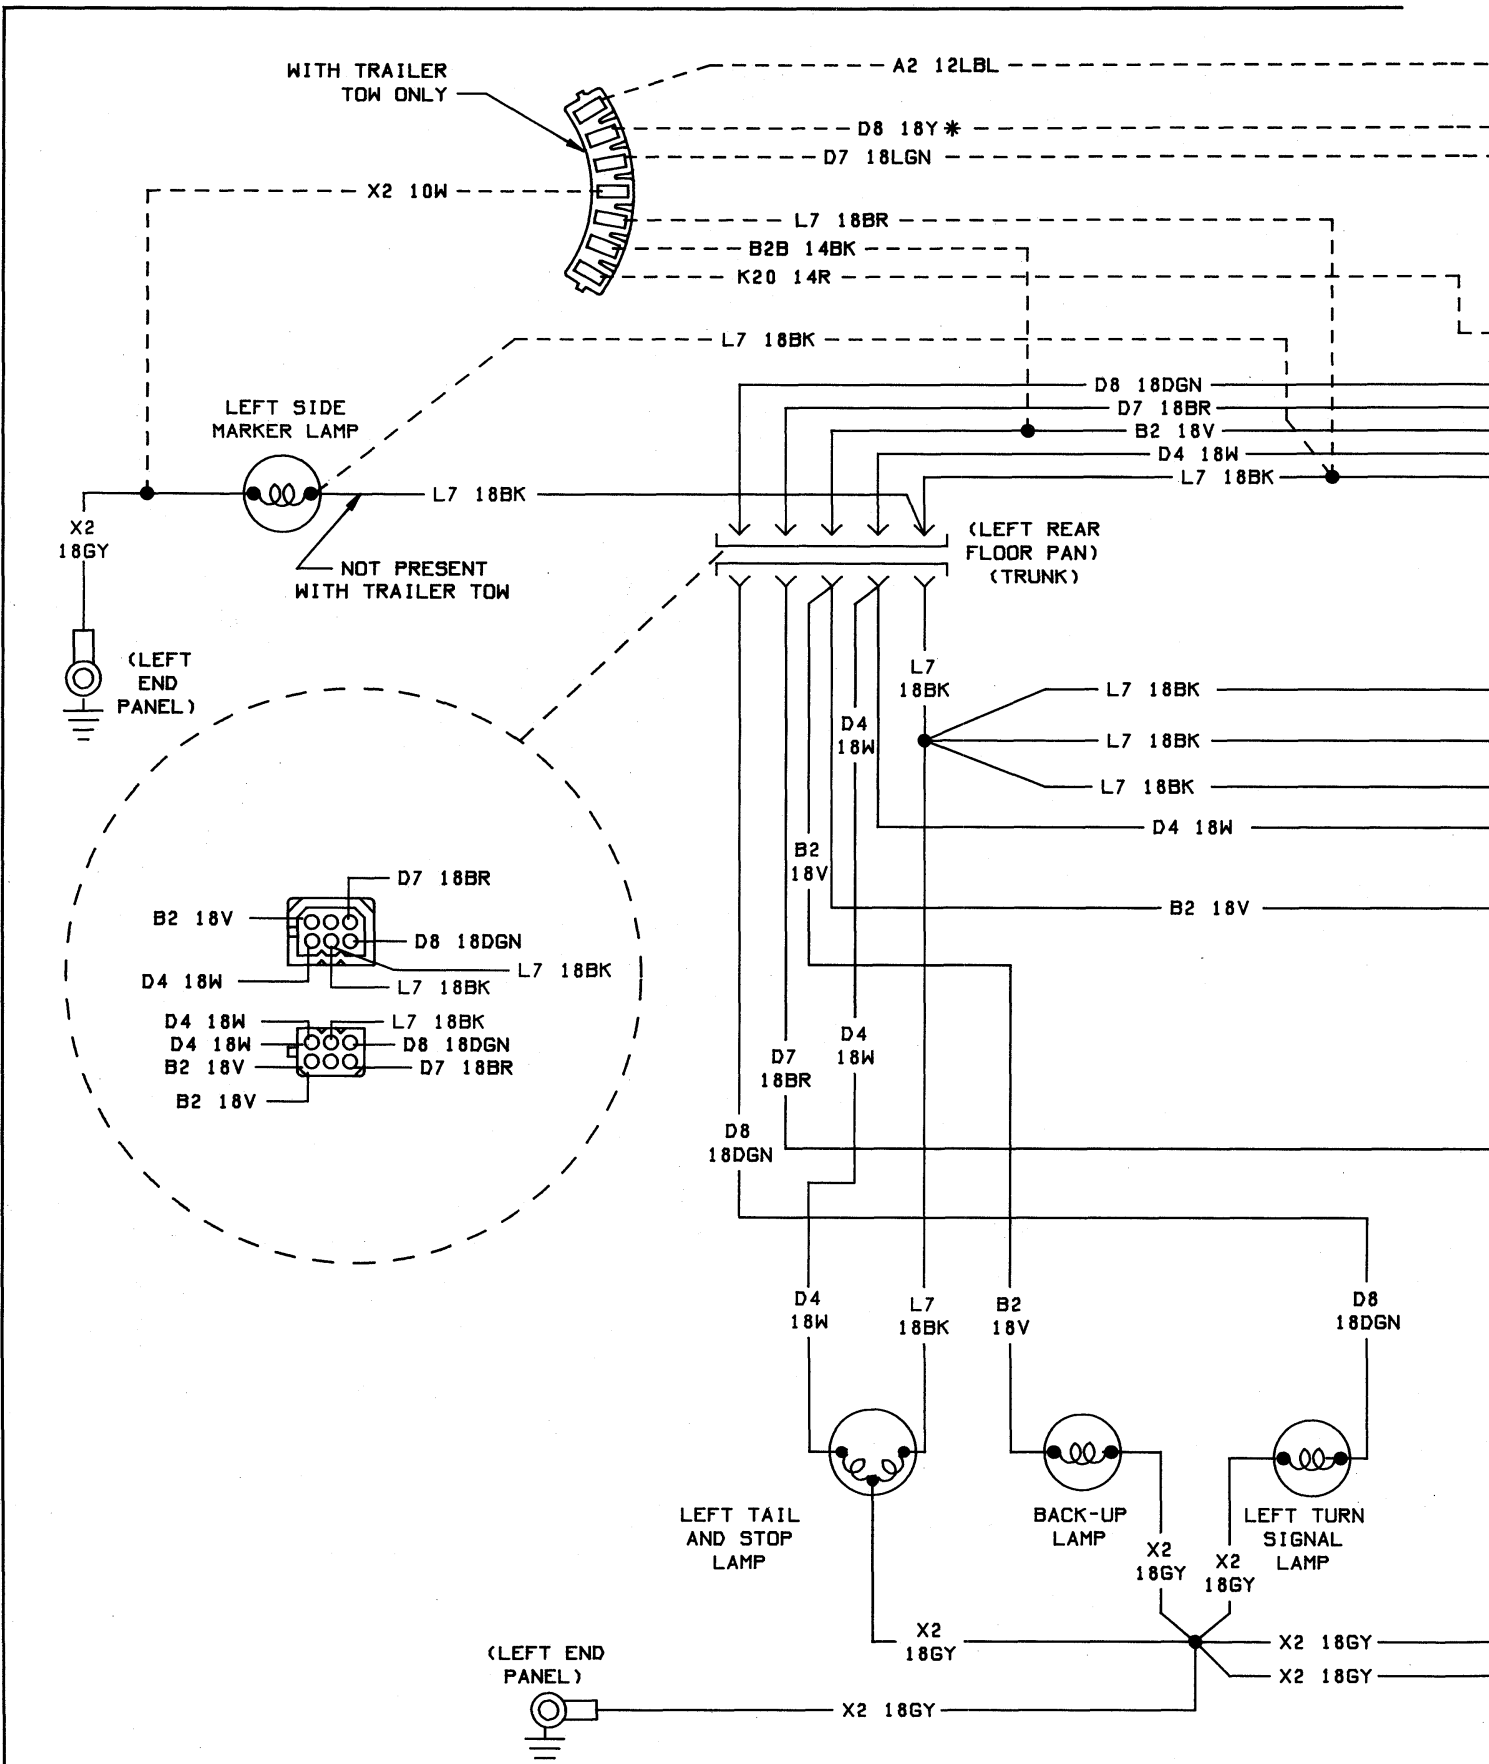 WITH TRAILER
TOW ONLY
A2 12LBL
D8 18Y*
D7 18LGN
X2 10W
L7 18BR
B2B 14BK
K20 14R
L7 18BK
D8 18DGN
D7 18BR
B2 18V
D4 18W
L7 18BK
LEFT SIDE
MARKER LAMP
L7 18BK
X2
18GY
NOT PRESENT
WITH TRAILER TOW
(LEFT REAR
FLOOR PAN)
(TRUNK)
(LEFT
END
PANEL)
L7
18BK
L7 18BK
D4
18W
L7 18BK
L7 18BK
D4 18W
B2
18V
B2 18V
D7 18BR
B2 18V
D8 18DGN
L7 18BK
D4 18W
L7 18BK
D4 18W
L7 18BK
D4 18W
D8 18DGN
B2 18V
D7 18BR
B2 18V
D4
18W
D7
18BR
D8
18DGN
D4
18W
L7
18BK
B2
18V
D8
18DGN
LEFT TAIL
AND STOP
LAMP
BACK-UP
LAMP
LEFT TURN
SIGNAL
LAMP
X2
18GY
X2
18GY
X2
18GY
X2 18GY
X2 18GY
(LEFT END
PANEL)
X2 18GY